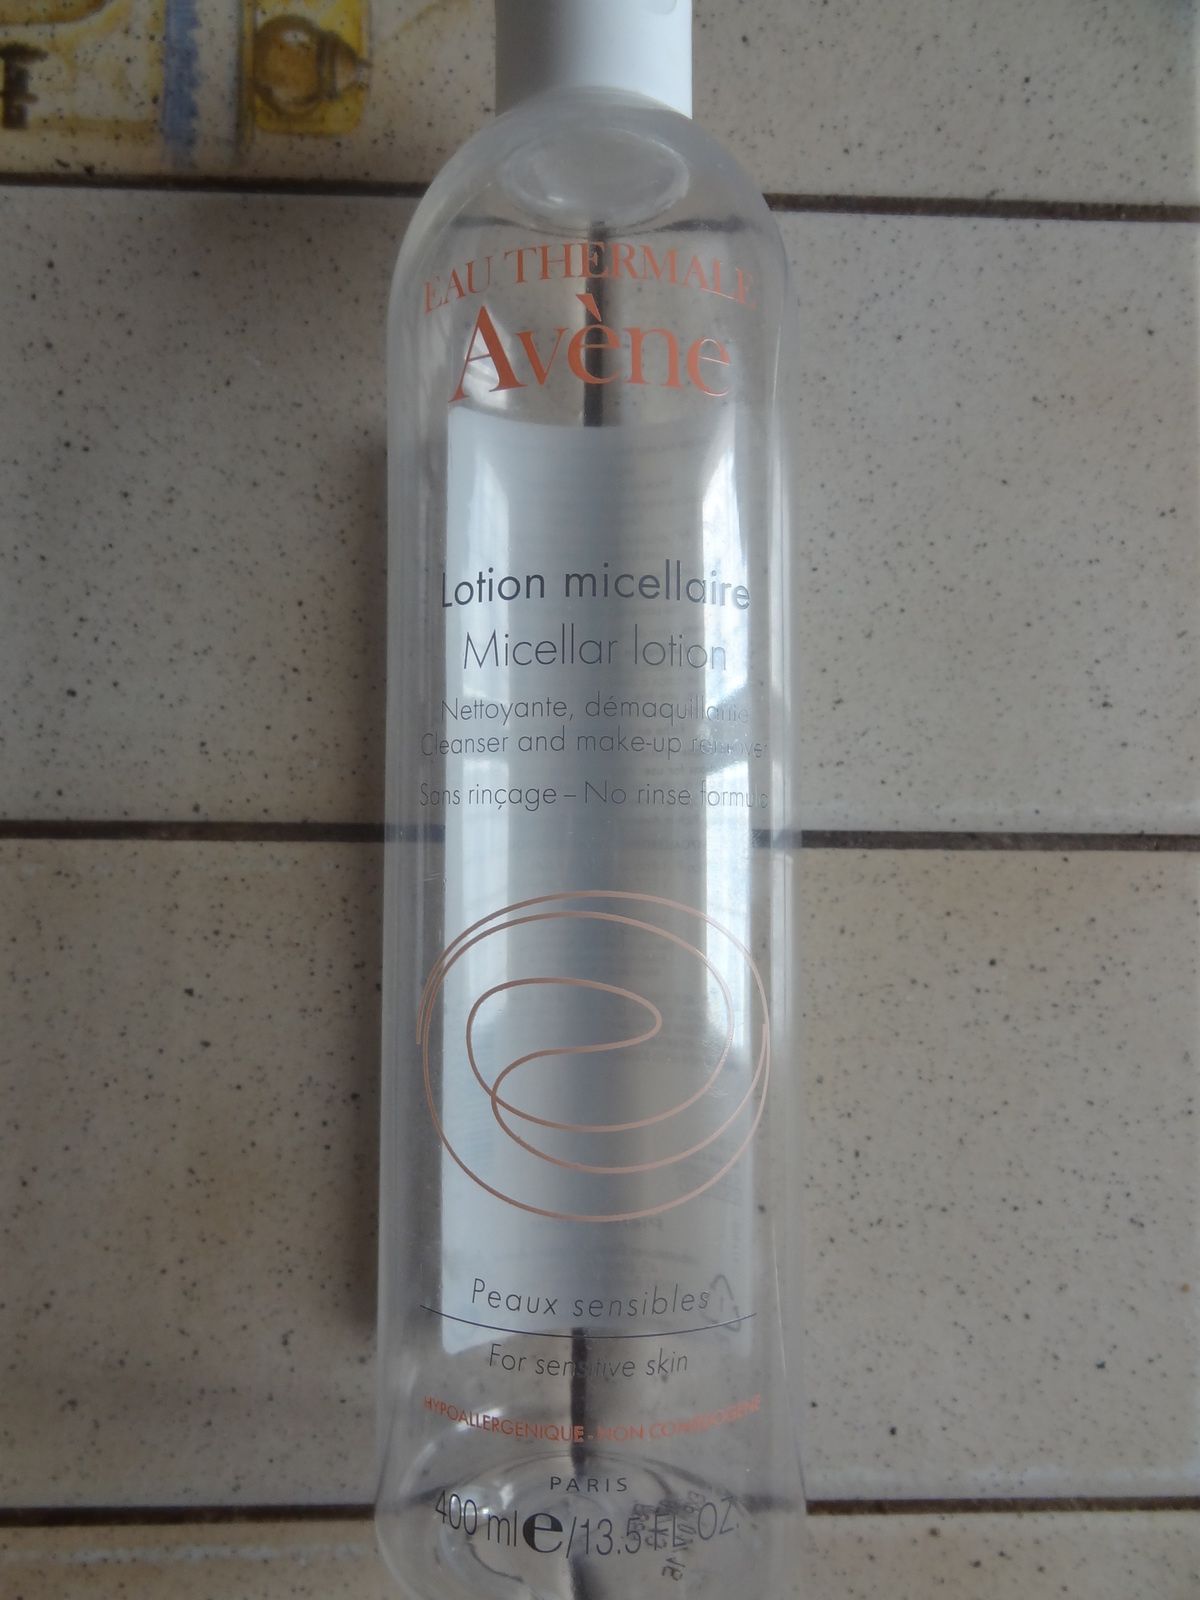 EAU THERMALE
Avène
Lotion micellaire
Micellar lotion
Nettoyante, démaquillante
Cleanser and make-up remover
Sans rinçage – No rinse formula
Peaux sensibles
For sensitive skin
HYPOALLERGENIQUE - NON COMEDOGENE
PARIS
400 ml e/13.5 FL. OZ.